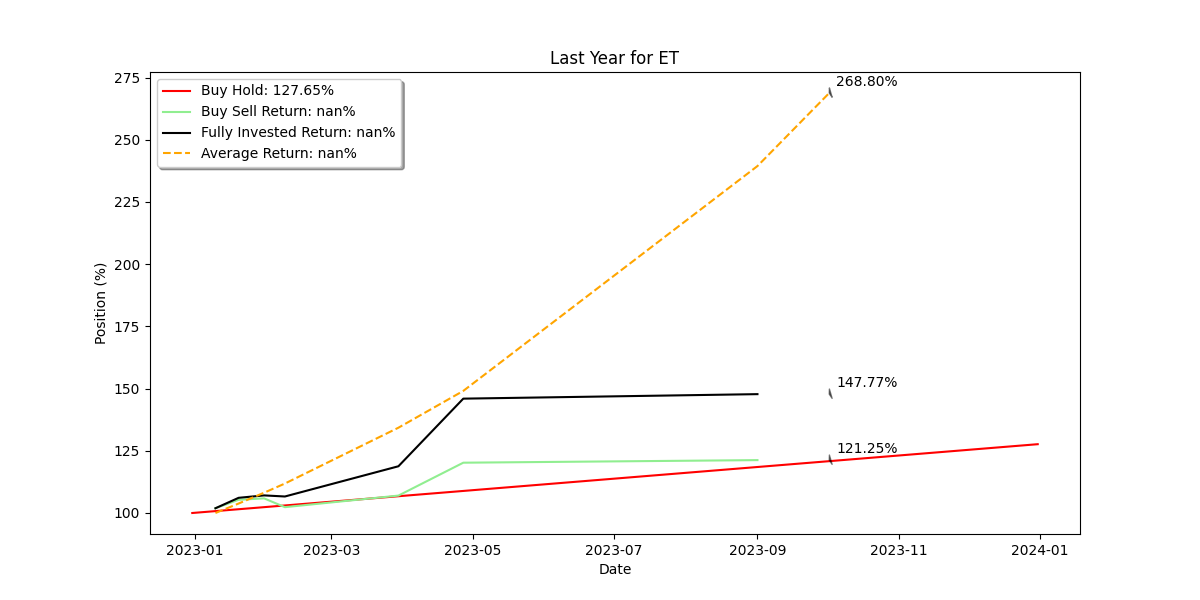 Last Year for ET
275
250
225
200
175
150
125
100
Position (%)
Buy Hold: 127.65%
Buy Sell Return: nan%
Fully Invested Return: nan%
Average Return: nan%
268.80%
147.77%
121.25%
2023-01 2023-03 2023-05 2023-07 2023-09 2023-11 2024-01
Date